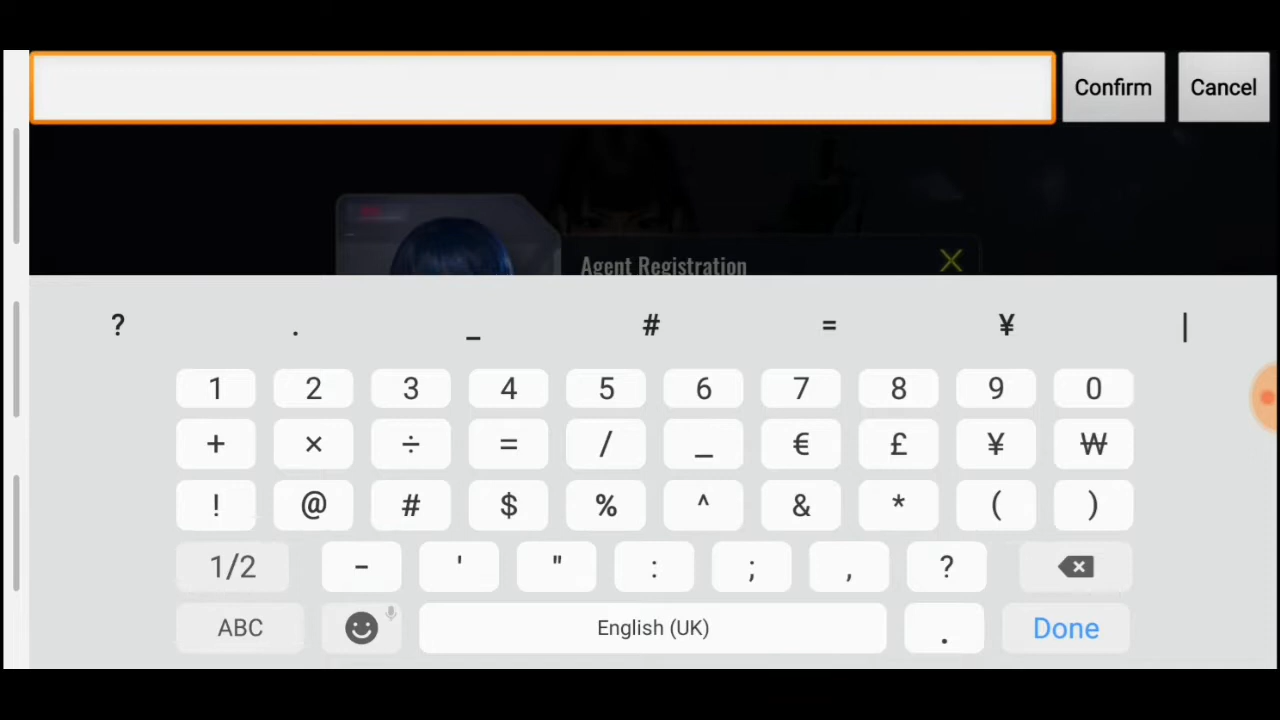 Confirm Cancel
Agent Registration
? . _ # = ¥ |
1 2 3 4 5 6 7 8 9 0
+ × ÷ = / _ € £ ¥ ₩
! @ # $ % ^ & * ( )
1/2 - ' " : ; , ?
ABC English (UK) . Done